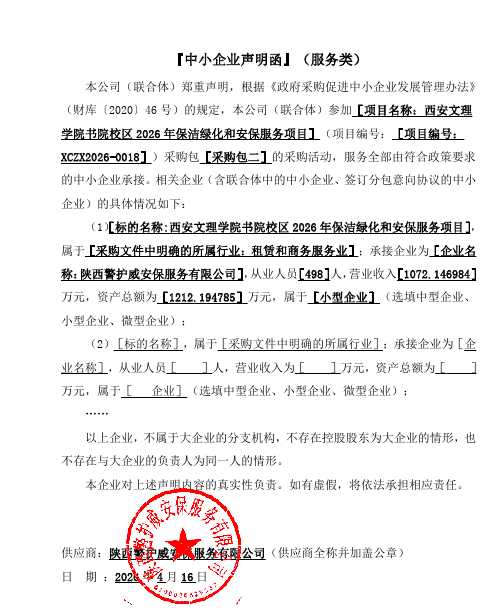 『中小企业声明函』（服务类）
本公司（联合体）郑重声明，根据《政府采购促进中小企业发展管理办法》
（财库〔2020〕46 号）的规定，本公司（联合体）参加【项目名称：西安文理
学院书院校区 2026 年保洁绿化和安保服务项目】（项目编号：【项目编号：
XCZX2026-0018】）采购包【采购包二】的采购活动，服务全部由符合政策要求
的中小企业承接。相关企业（含联合体中的中小企业、签订分包意向协议的中小
企业）的具体情况如下：
（1）【标的名称:西安文理学院书院校区 2026 年保洁绿化和安保服务项目】，
属于【采购文件中明确的所属行业：租赁和商务服务业】；承接企业为【企业名
称：陕西警护威安保服务有限公司】，从业人员【498】人，营业收入【1072.146984】
万元，资产总额为【1212.194785】万元，属于【小型企业】（选填中型企业、
小型企业、微型企业）；
（2）［标的名称］，属于［采购文件中明确的所属行业］；承接企业为［企
业名称］，从业人员［　　］人，营业收入为［　　］万元，资产总额为［　　］
万元，属于［　企业］（选填中型企业、小型企业、微型企业）；
……
以上企业，不属于大企业的分支机构，不存在控股股东为大企业的情形，也
不存在与大企业的负责人为同一人的情形。
本企业对上述声明内容的真实性负责。如有虚假，将依法承担相应责任。
陕西警护威安保服务有限公司
供应商：陕西警护威安保服务有限公司（供应商全称并加盖公章）
日　期：2026 年 4 月 16 日